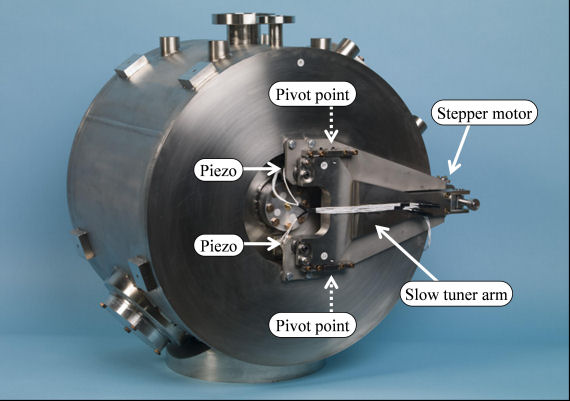 Pivot point
Stepper motor
Piezo
Piezo
Slow tuner arm
Pivot point